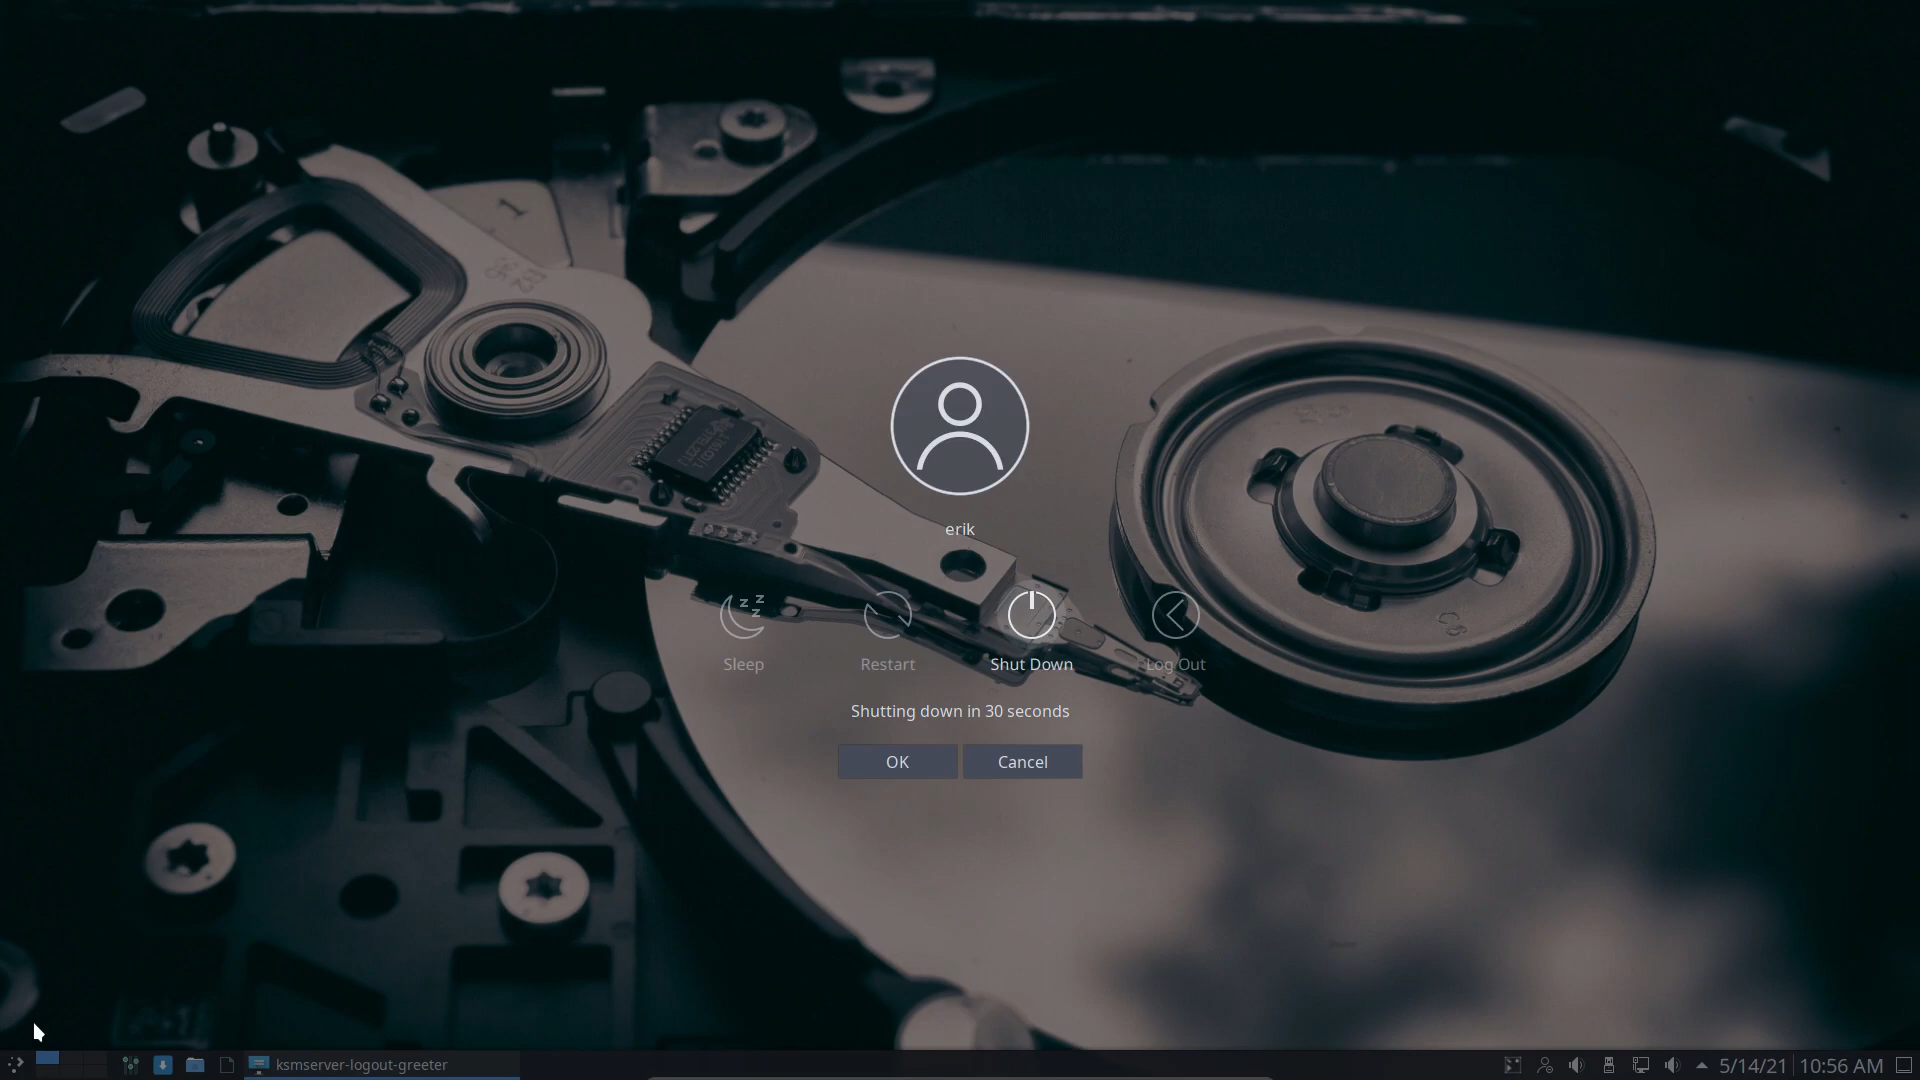 1
erik
Sleep
Restart
Shut Down
Log Out
Shutting down in 30 seconds
OK
Cancel
ksmserver-logout-greeter
5/14/21
10:56 AM